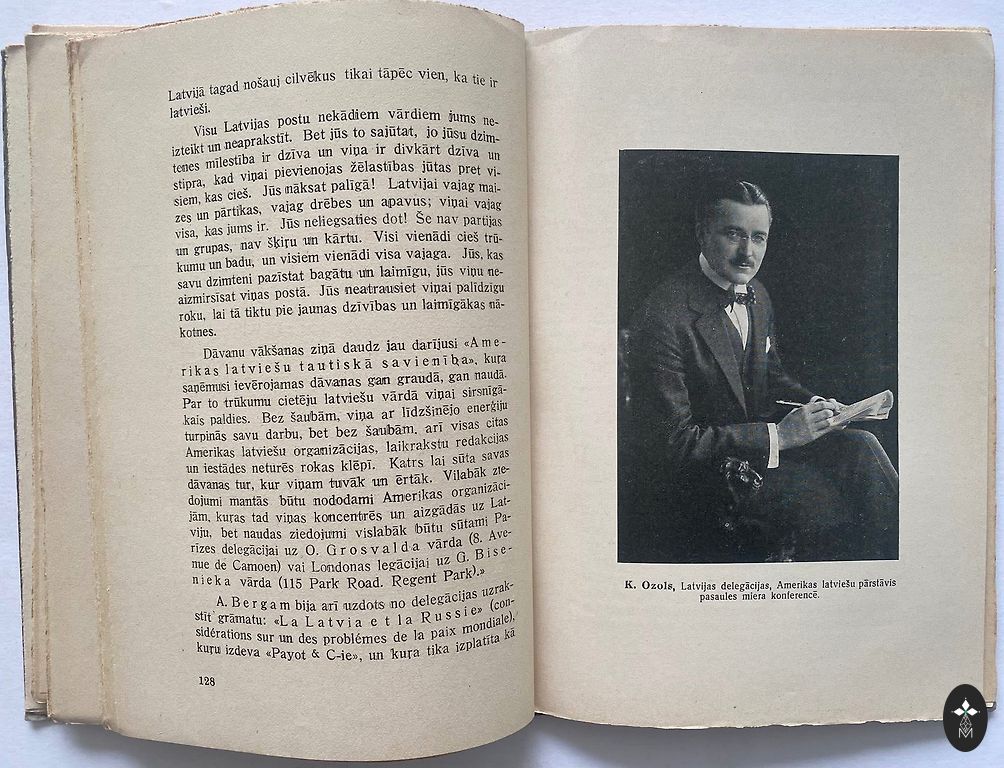 Latvijā tagad nošauj cilvēkus tikai tāpēc vien, ka tie ir
latvieši.
Visu Latvijas postu nekādiem vārdiem jums ne-
izteikt un neaprakstīt. Bet jūs to sajūtat, jo jūsu dzim-
tenes mīlestība ir dzīva un viņa ir divkārt dzīva un
stipra, kad viņai pievienojas žēlastības jūtas pret vi-
siem, kas cieš. Jūs nāksat palīgā! Latvijai vajag mai-
zes un pārtikas, vajag drēbes un apavus; viņai vajag
visa, kas jums ir. Jūs neliegsaties dot! Še nav partijas
un grupas, nav šķiŗu un kārtu. Visi vienādi cieš trū-
kumu un badu, un visiem vienādi visa vajaga. Jūs, kas
savu dzimteni pazīstat bagātu un laimīgu, jūs viņu ne-
aizmirsīsat viņas postā. Jūs neatrausiet viņai palīdzīgu
roku, lai tā tiktu pie jaunas dzīvības un laimīgākas nā-
kotnes.
Dāvanu vākšanas ziņā daudz jau darījusi «Ame-
rikas latviešu tautiskā savienība», kuŗa
saņēmusi ievērojamas dāvanas gan graudā, gan naudā.
Par to trūkumu cietēju latviešu vārdā viņai sirsnīgā-
kais paldies. Bez šaubām, viņa ar līdzšinējo enerģiju
turpinās savu darbu, bet bez šaubām, arī visas citas
Amerikas latviešu organizācijas, laikrakstu redakcijas
un iestādes neturēs rokas klēpī. Katrs lai sūta savas
dāvanas tur, kur viņam tuvāk un ērtāk. Vilabāk zie-
dojumi mantās būtu nododami Amerikas organizāci-
jām, kuŗas tad viņas koncentrēs un aizgādās uz Lat-
viju, bet naudas ziedojumi vislabāk būtu sūtami Pa-
rīzes delegācijai uz O. Grosvalda vārda (8. Ave-
nue de Camoen) vai Londonas legācijai uz G. Bise-
nieka vārda (115 Park Road. Regent Park).»
A. Bergam bija arī uzdots no delegācijas uzrak-
stīt grāmatu: «La Latvia et la Russie» (con-
sidérations sur un des problémes de la paix mondiale),
kuŗu izdeva «Payot & C-ie», un kuŗa tika izplatīta kā
128
K. Ozols, Latvijas delegācijas, Amerikas latviešu pārstāvis
pasaules miera konferencē.
M